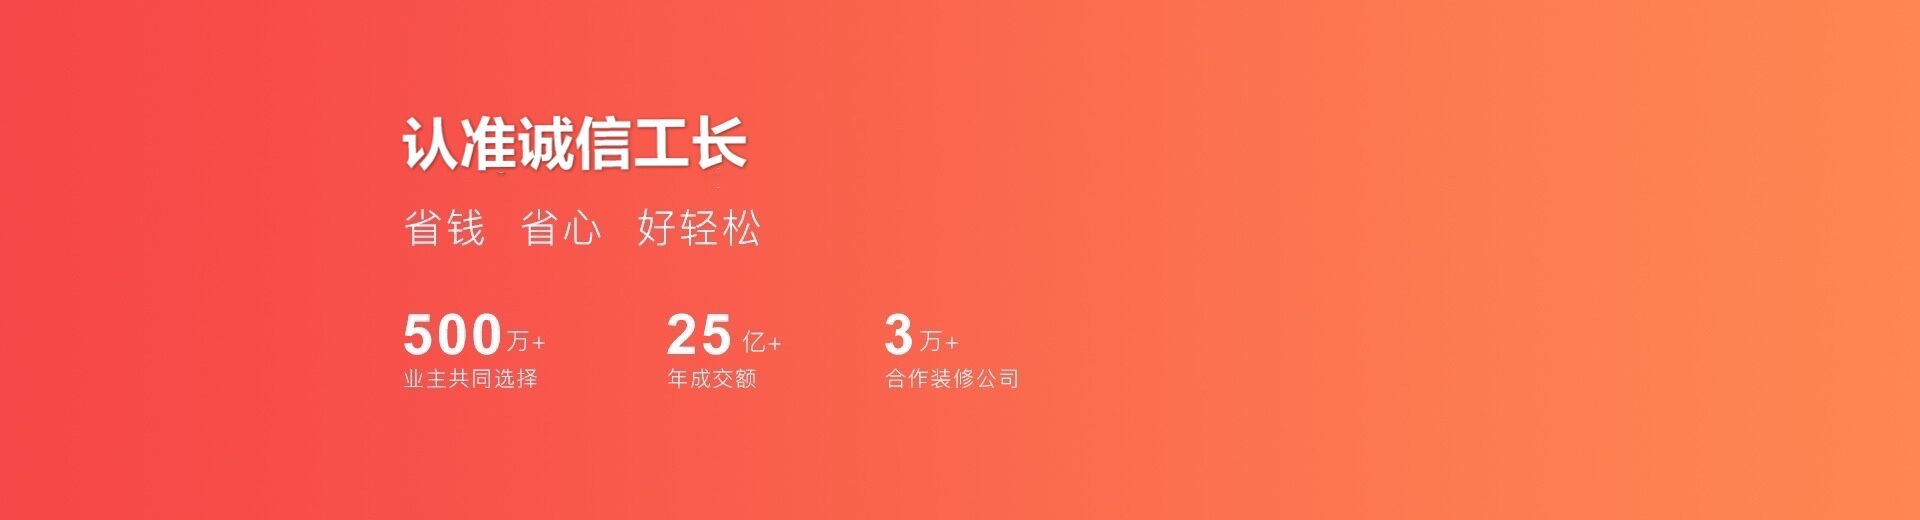 认准诚信工长
省钱 省心 好轻松
500万+ 25亿+ 3万+
业主共同选择 年成交额 合作装修公司